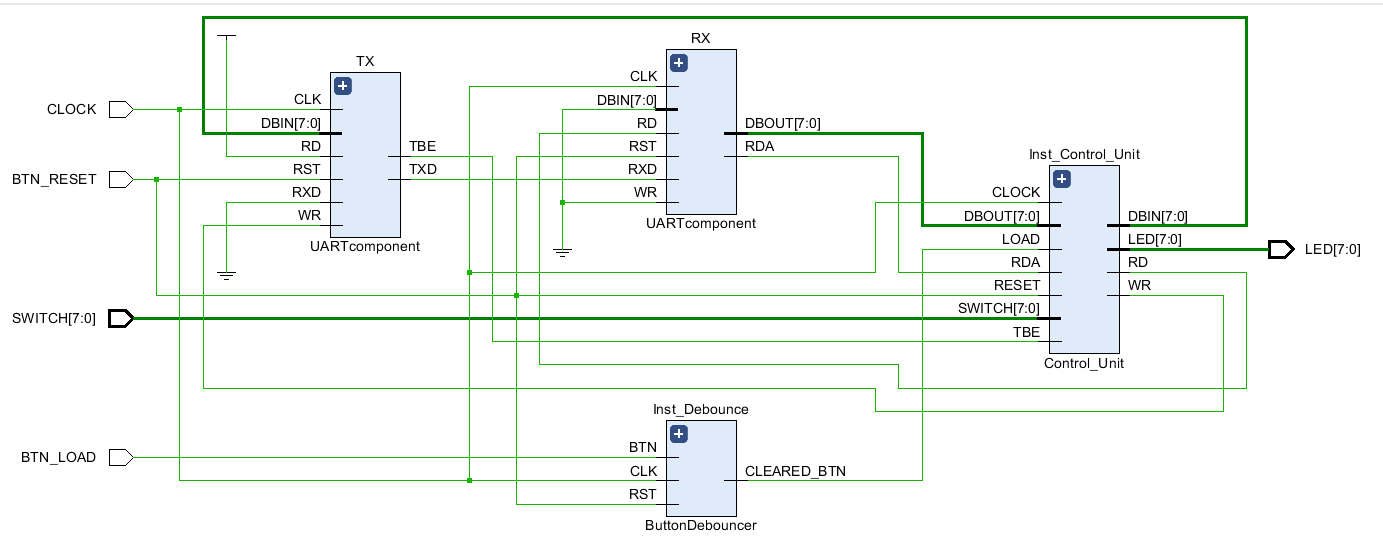 TX
CLK
DBIN[7:0]
RD
RST
RXD
WR
TBE
TXD
UARTcomponent
RX
CLK
DBIN[7:0]
RD
RST
RXD
WR
DBOUT[7:0]
RDA
UARTcomponent
Inst_Control_Unit
CLOCK
DBOUT[7:0]
LOAD
RDA
RESET
SWITCH[7:0]
TBE
DBIN[7:0]
LED[7:0]
RD
WR
Control_Unit
LED[7:0]
CLOCK
BTN_RESET
SWITCH[7:0]
BTN_LOAD
Inst_Debounce
BTN
CLK
RST
CLEARED_BTN
ButtonDebouncer